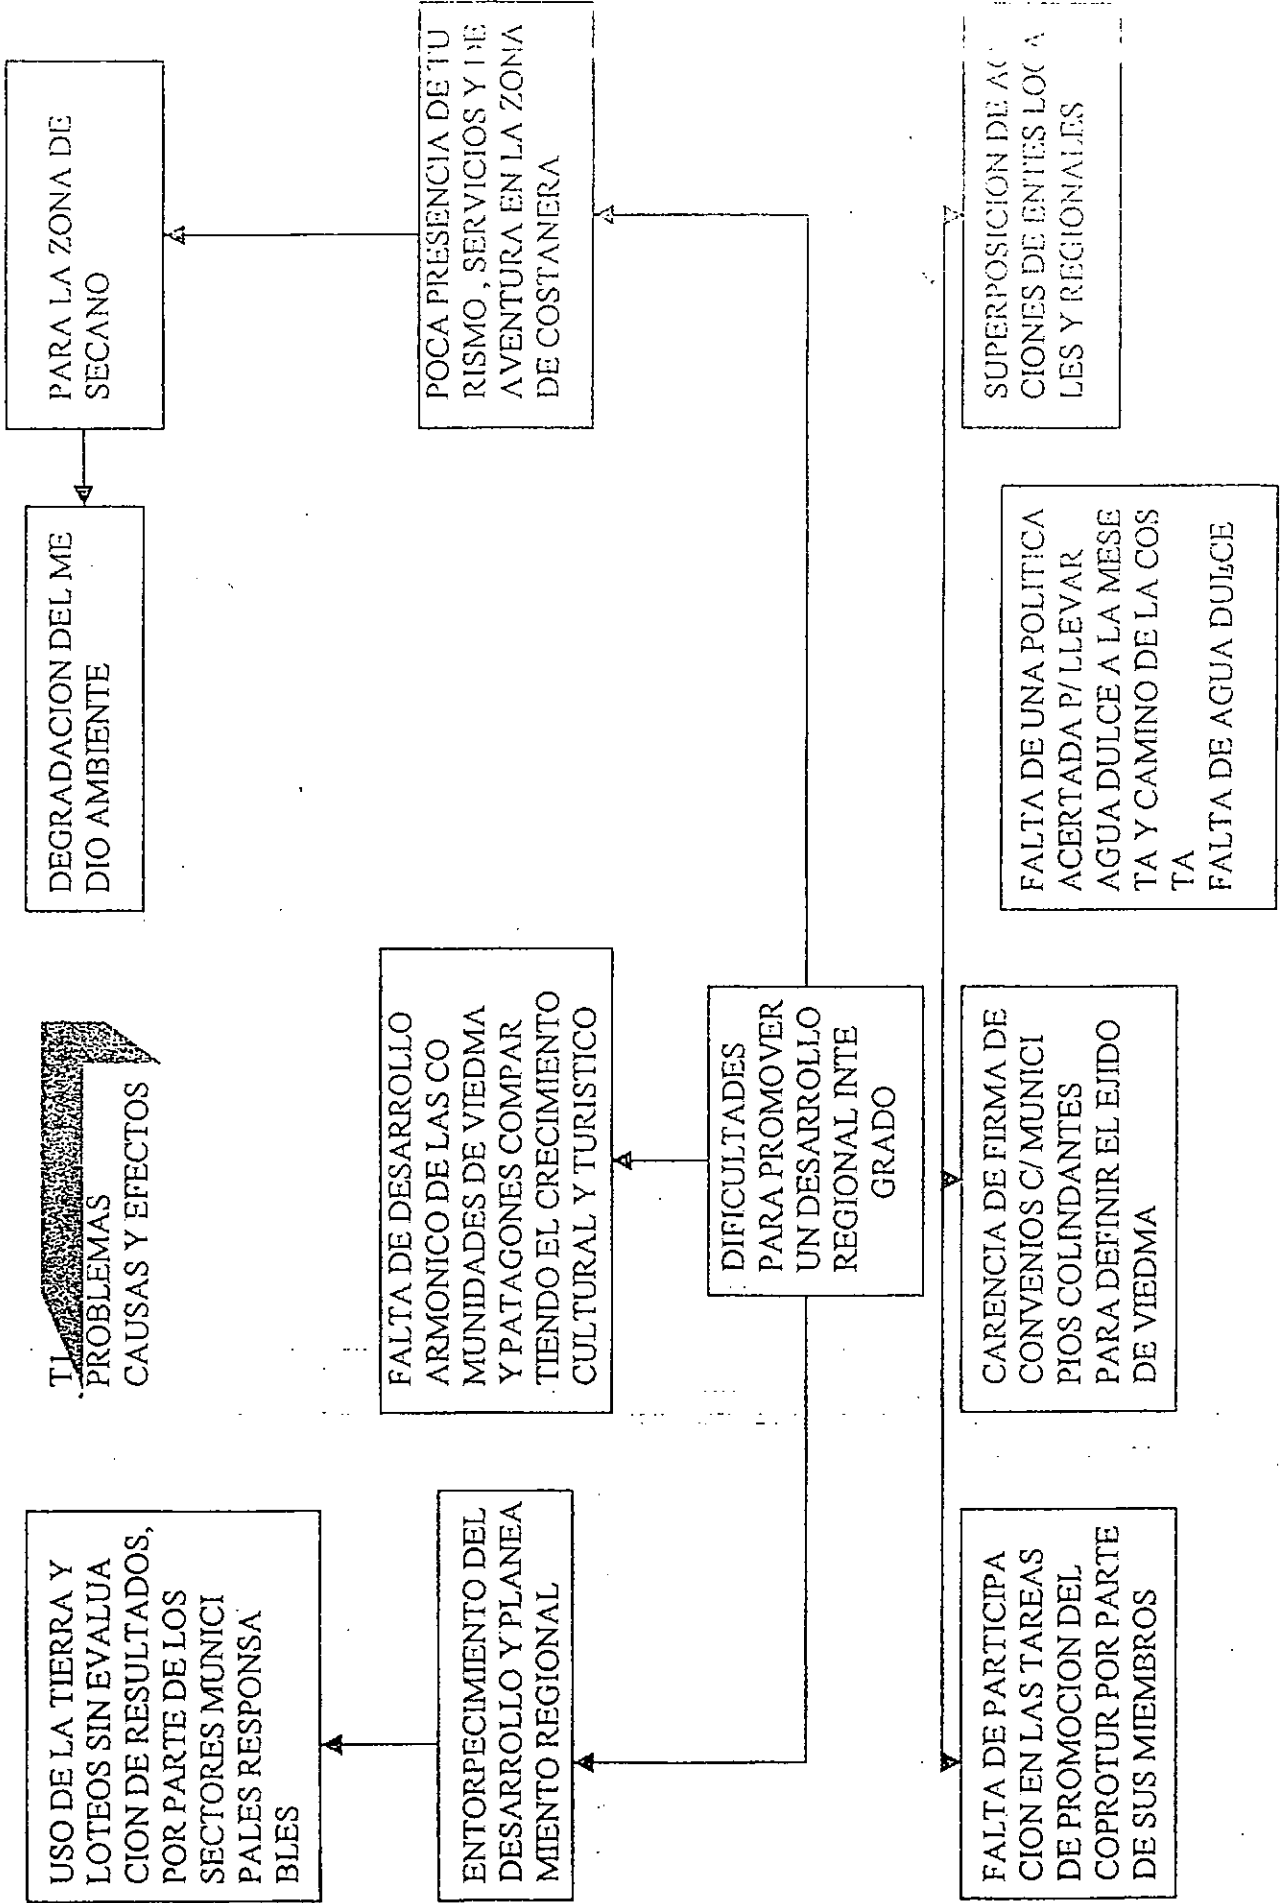 USO DE LA TIERRA Y
LOTEOS SIN EVALUA
CION DE RESULTADOS,
POR PARTE DE LOS
SECTORES MUNICI
PALES RESPONSA
BLES
PROBLEMAS
CAUSAS Y EFECTOS
DEGRADACION DEL ME
DIO AMBIENTE
PARA LA ZONA DE
SECANO
ENTORPECIMIENTO DEL
DESARROLLO Y PLANEA
MIENTO REGIONAL
FALTA DE DESARROLLO
ARMONICO DE LAS CO
MUNIDADES DE VIEDMA
Y PATAGONES COMPAR
TIENDO EL CRECIMIENTO
CULTURAL Y TURISTICO
POCA PRESENCIA DE TU
RISMO , SERVICIOS Y DE
AVENTURA EN LA ZONA
DE COSTANERA
DIFICULTADES
PARA PROMOVER
UN DESARROLLO
REGIONAL INTE
GRADO
FALTA DE PARTICIPA
CION EN LAS TAREAS
DE PROMOCION DEL
COPROTUR POR PARTE
DE SUS MIEMBROS
CARENCIA DE FIRMA DE
CONVENIOS C/ MUNICI
PIOS COLINDANTES
PARA DEFINIR EL EJIDO
DE VIEDMA
FALTA DE UNA POLITICA
ACERTADA P/ LLEVAR
AGUA DULCE A LA MESE
TA Y CAMINO DE LA COS
TA
FALTA DE AGUA DULCE
SUPERPOSICION DE AC
CIONES DE ENTES LOCA
LES Y REGIONALES